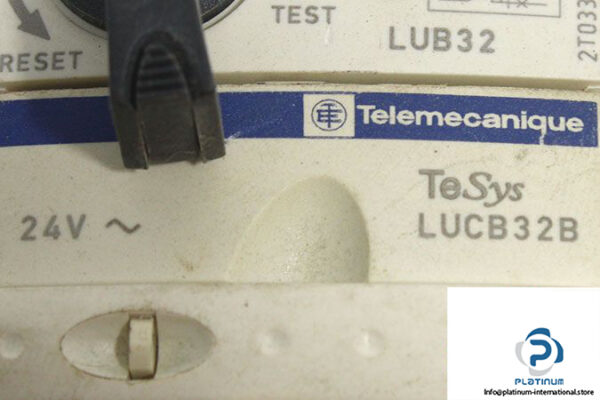 TEST
RESET
LUB32
2T033
Telemecanique
TeSys
24V ~
LUCB32B
PLATINUM
Info@platinum-international.store